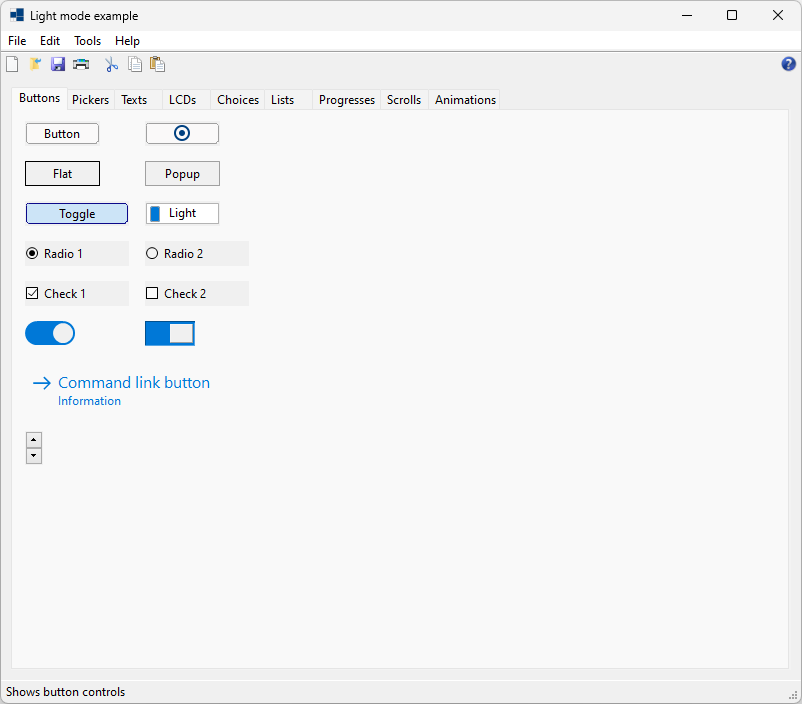 Light mode example
File Edit Tools Help
Buttons Pickers Texts LCDs Choices Lists Progresses Scrolls Animations
Button
Flat Popup
Toggle Light
Radio 1 Radio 2
Check 1 Check 2
Command link button
Information
Shows button controls